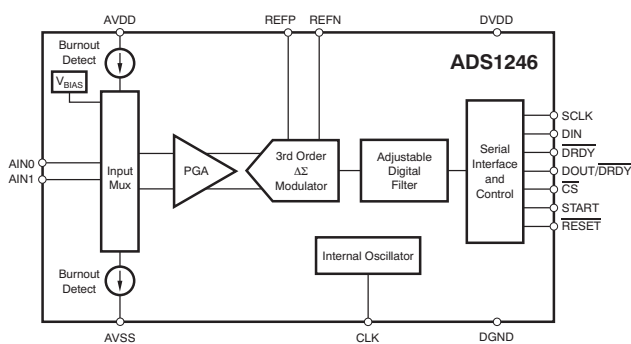 AVDD
REFP REFN
DVDD
Burnout
Detect
ADS1246
VBIAS
SCLK
DIN
DRDY
DOUT/DRDY
CS
START
RESET
AIN0
AIN1
Input
Mux
PGA
3rd Order
ΔΣ
Modulator
Adjustable
Digital
Filter
Serial
Interface
and
Control
Internal Oscillator
Burnout
Detect
AVSS
CLK
DGND